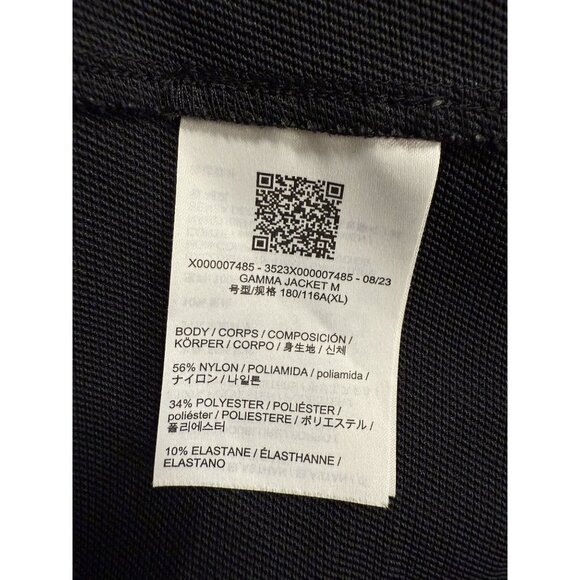 X000007485 - 3523X000007485 - 08/23
GAMMA JACKET M
号型/规格 180/116A(XL)
BODY / CORPS / COMPOSICIÓN /
KÖRPER / CORPO / 身生地 / 신체
56% NYLON / POLIAMIDA / poliamida /
ナイロン / 나일론
34% POLYESTER / POLIÉSTER /
poliéster / POLIESTERE / ポリエステル /
폴리에스터
10% ELASTANE / ÉLASTHANNE /
ELASTANO